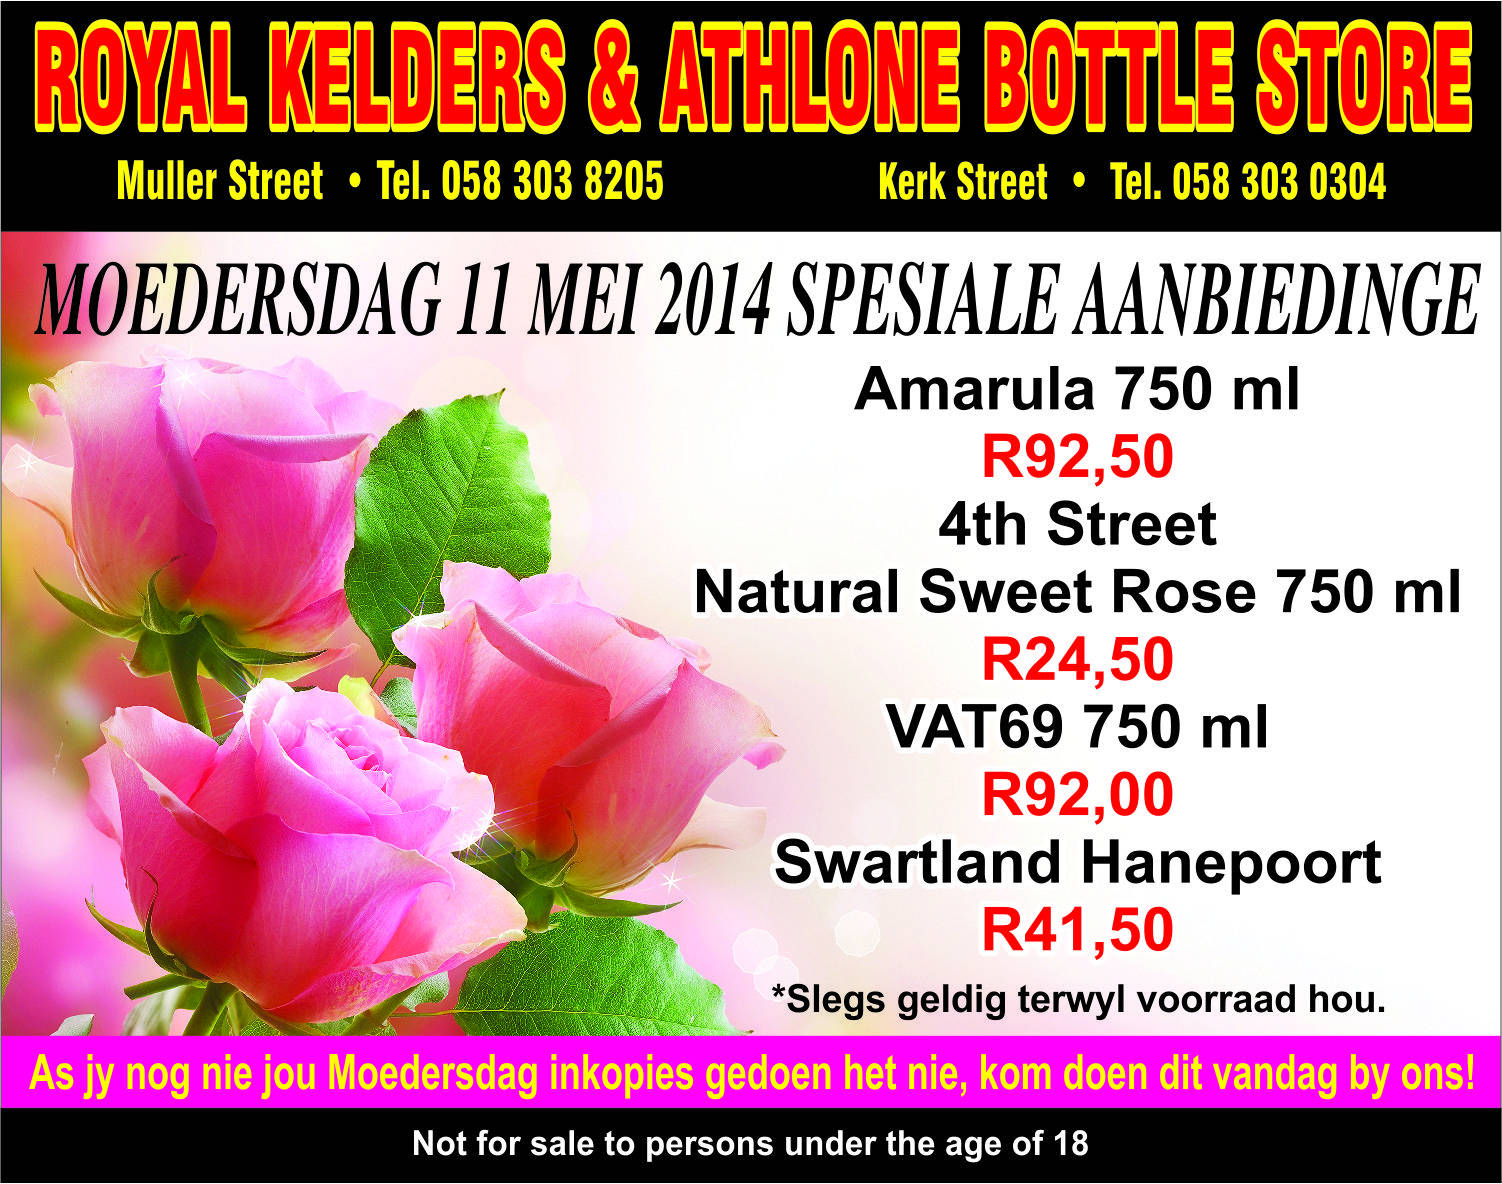 ROYAL KELDERS & ATHLONE BOTTLE STORE
Muller Street • Tel. 058 303 8205
Kerk Street • Tel. 058 303 0304
MOEDERSDAG 11 MEI 2014 SPESIALE AANBIEDINGE
Amarula 750 ml
R92,50
4th Street
Natural Sweet Rose 750 ml
R24,50
VAT69 750 ml
R92,00
Swartland Hanepoort
R41,50
*Slegs geldig terwyl voorraad hou.
As jy nog nie jou Moedersdag inkopies gedoen het nie, kom doen dit vandag by ons!
Not for sale to persons under the age of 18